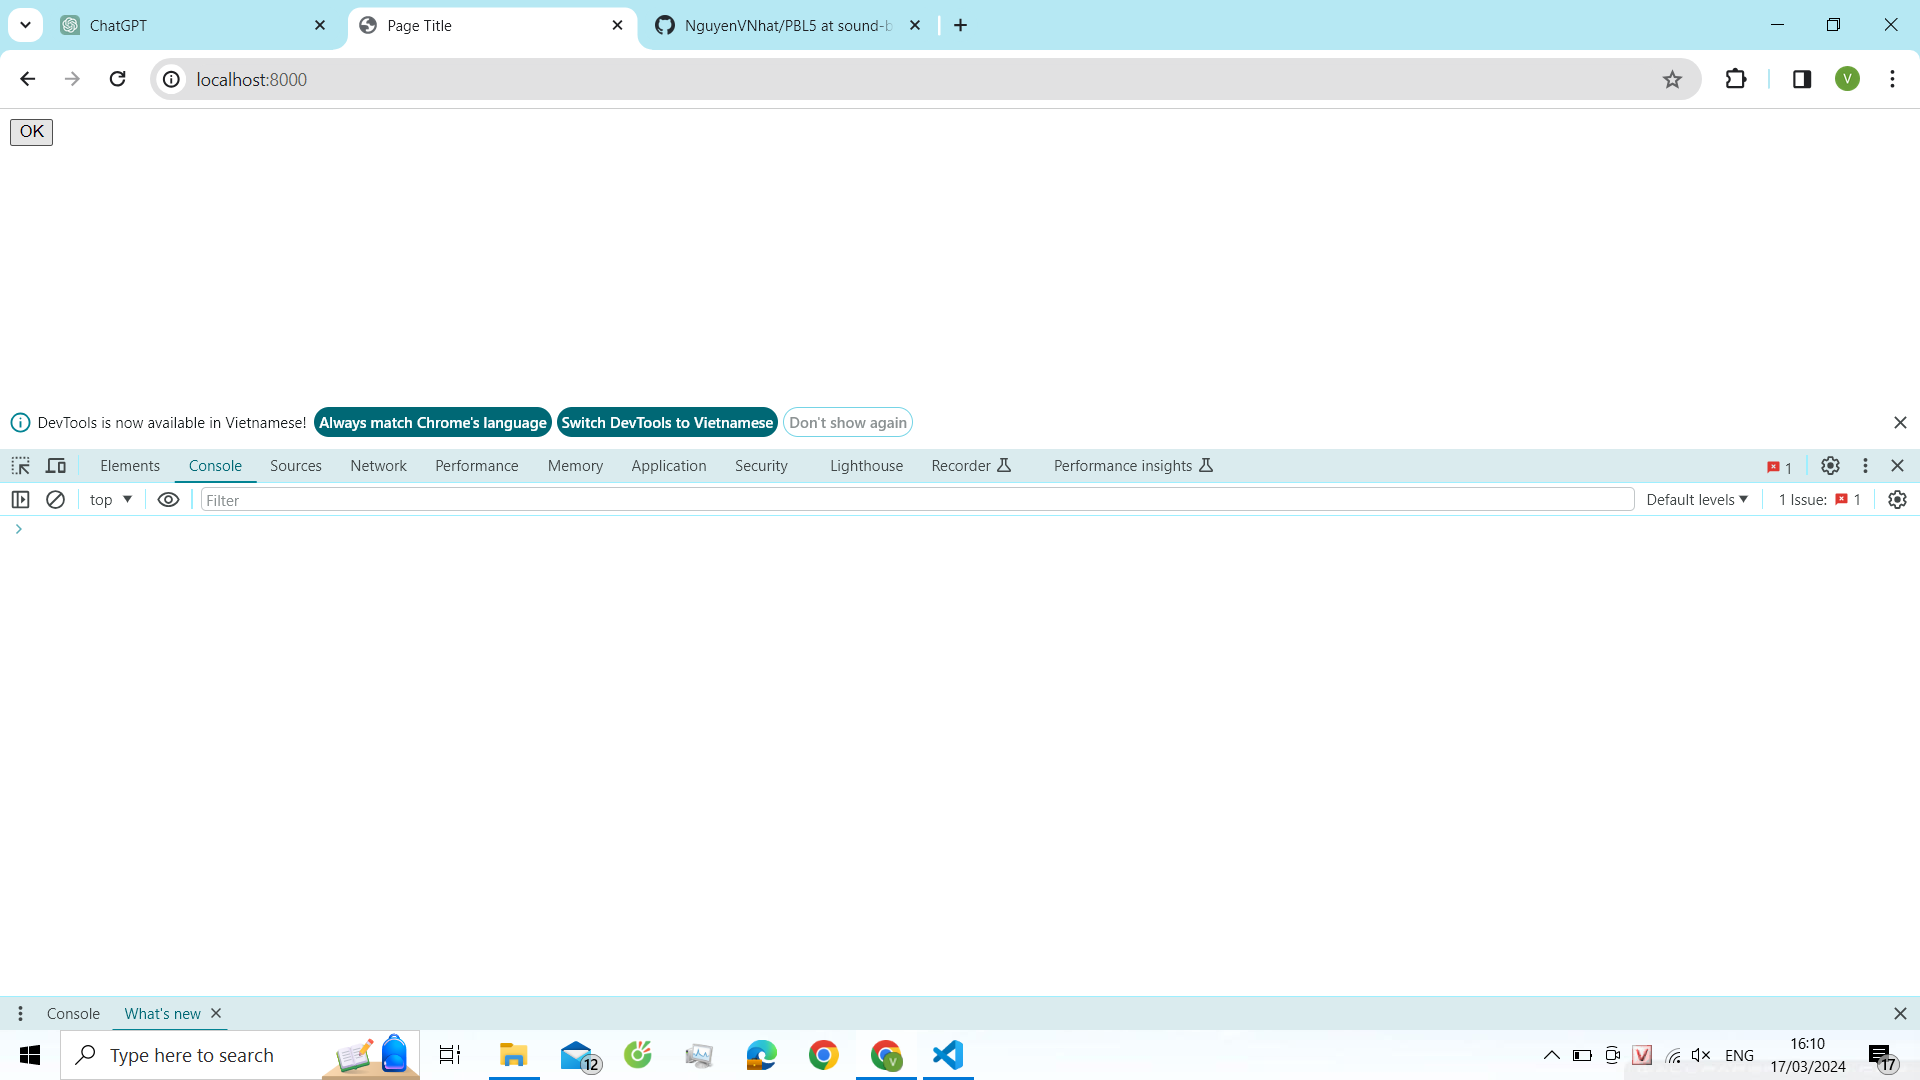 ChatGPT
Page Title
NguyenVNhat/PBL5 at sound-b
localhost:8000
V
OK
DevTools is now available in Vietnamese!
Always match Chrome's language
Switch DevTools to Vietnamese
Don't show again
Elements
Console
Sources
Network
Performance
Memory
Application
Security
Lighthouse
Recorder
Performance insights
1
top
Filter
Default levels
1 Issue:
1
Console
What's new
Type here to search
12
V
V
ENG
16:10
17/03/2024
17